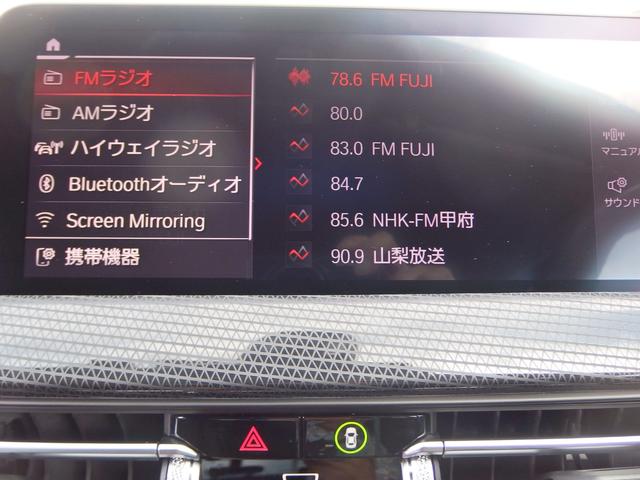 FMラジオ
AMラジオ
ハイウェイラジオ
Bluetoothオーディオ
Screen Mirroring
携帯機器
78.6 FM FUJI
80.0
83.0 FM FUJI
84.7
85.6 NHK-FM甲府
90.9 山梨放送
マニュアル
サウンド